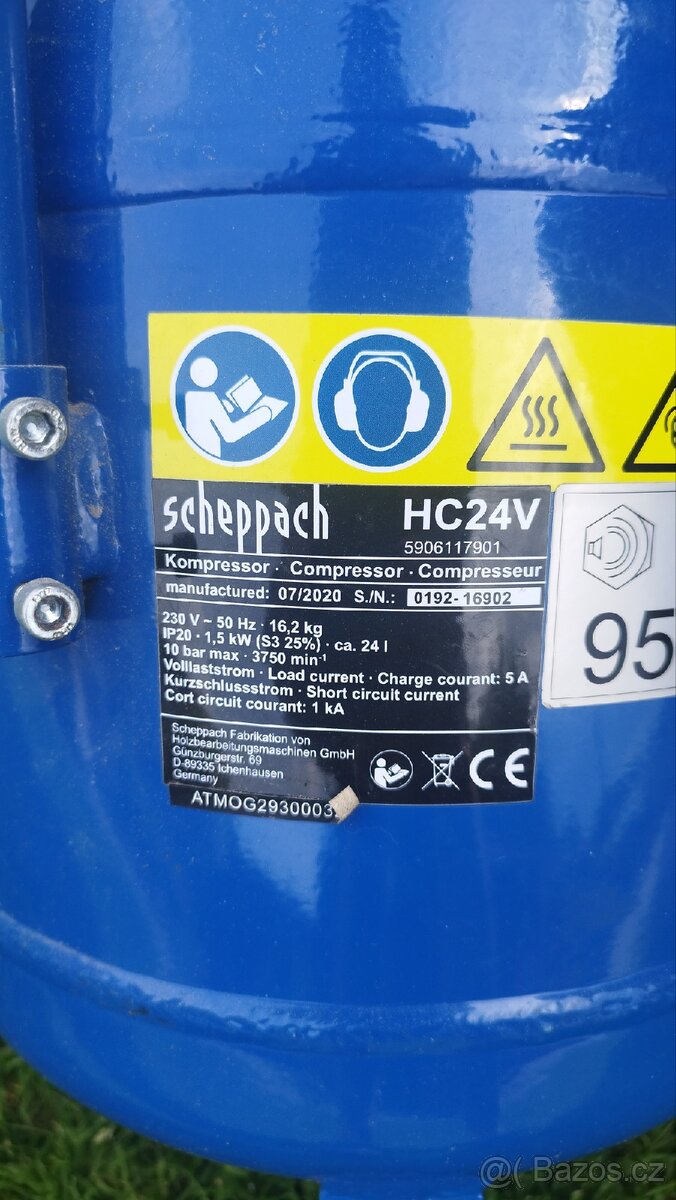 scheppach HC24V
5906117901
Kompressor · Compressor · Compresseur
manufactured: 07/2020 S./N.: 0192-16902
230 V ~ 50 Hz · 16,2 kg
IP20 · 1,5 kW (S3 25%) · ca. 24 l
10 bar max · 3750 min⁻¹
Volllaststrom · Load current · Charge courant: 5 A
Kurzschlussstrom · Short circuit current
Cort circuit courant: 1 kA
Scheppach Fabrikation von
Holzbearbeitungsmaschinen GmbH
Günzburgerstr. 69
D-89335 Ichenhausen
Germany
CE
ATMOG2930003
95
@( Bazos.cz